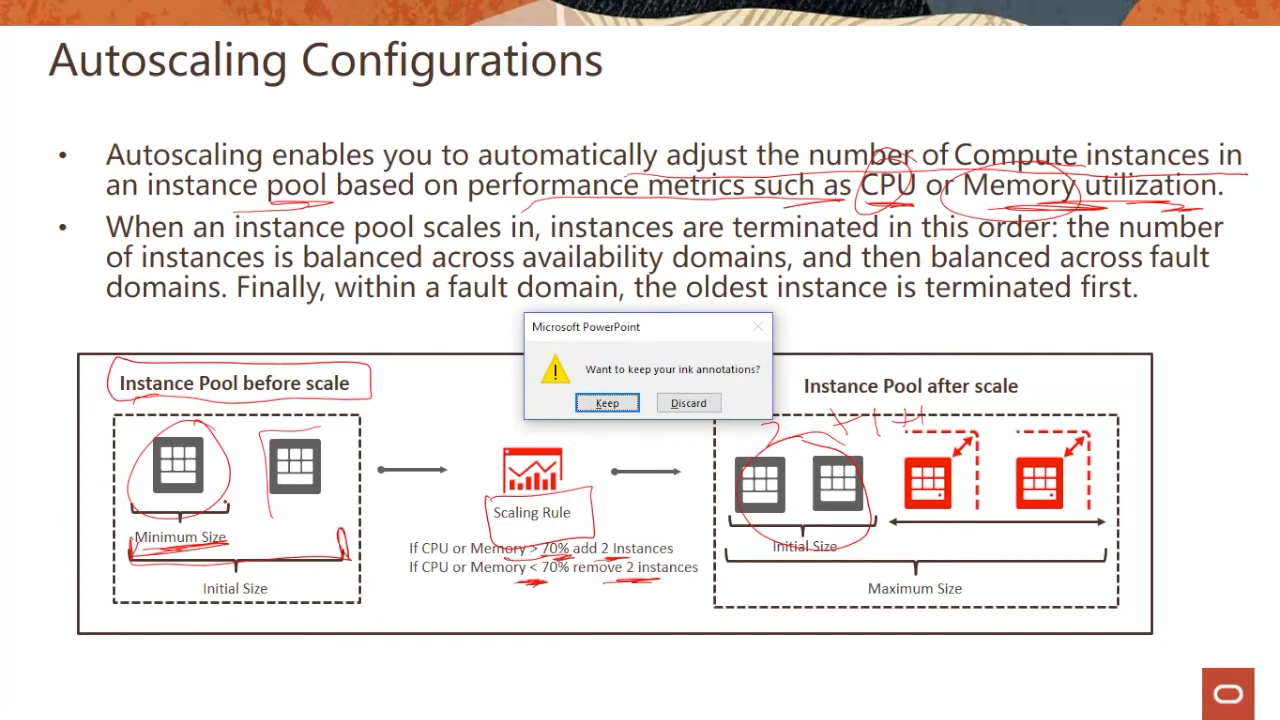 Autoscaling Configurations
• Autoscaling enables you to automatically adjust the number of Compute instances in
an instance pool based on performance metrics such as CPU or Memory utilization.
• When an instance pool scales in, instances are terminated in this order: the number
of instances is balanced across availability domains, and then balanced across fault
domains. Finally, within a fault domain, the oldest instance is terminated first.
Microsoft PowerPoint
Want to keep your ink annotations?
Keep Discard
Instance Pool before scale
Minimum Size
Initial Size
Scaling Rule
If CPU or Memory > 70% add 2 Instances
If CPU or Memory < 70% remove 2 instances
Instance Pool after scale
2 +1 +1
Initial Size
Maximum Size